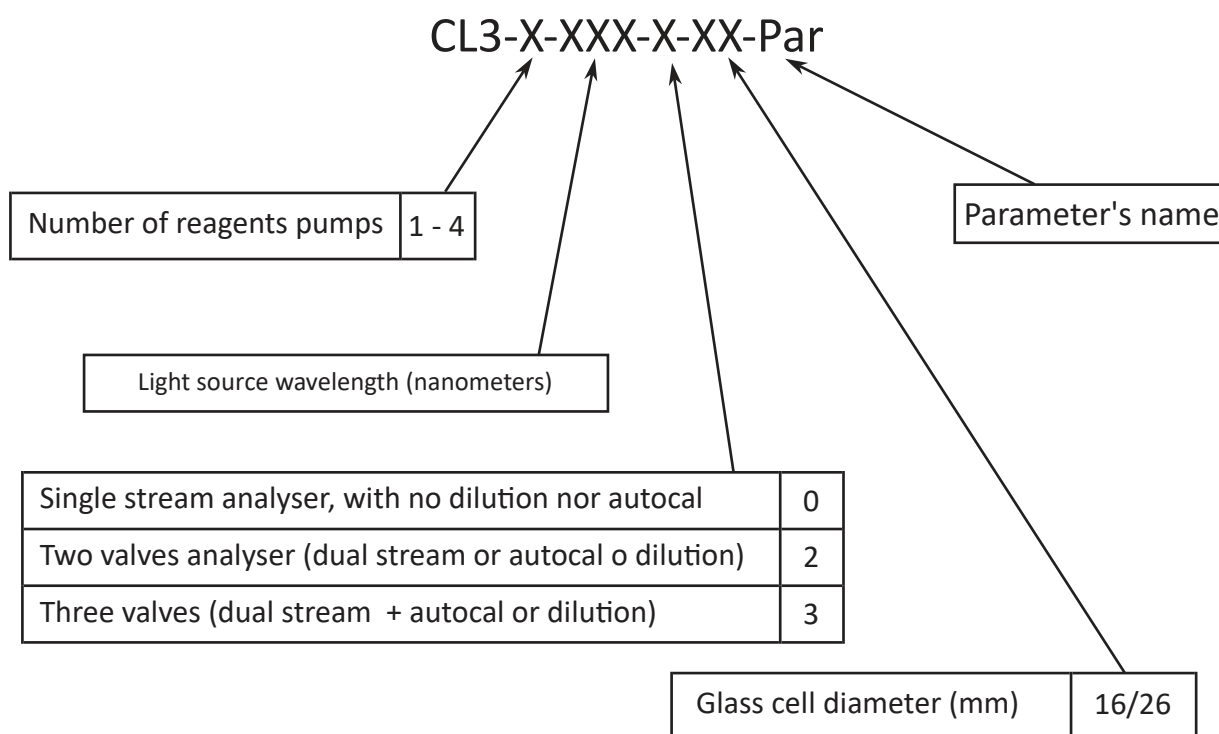 CL3-X-XXX-X-XX-Par
Number of reagents pumps 1 - 4
Parameter's name
Light source wavelength (nanometers)
Single stream analyser, with no dilution nor autocal 0
Two valves analyser (dual stream or autocal o dilution) 2
Three valves (dual stream + autocal or dilution) 3
Glass cell diameter (mm) 16/26